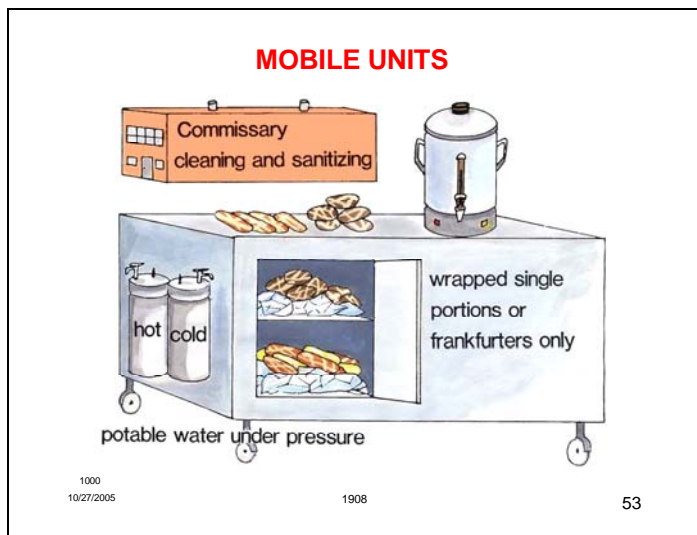 MOBILE UNITS
Commissary
cleaning and sanitizing
wrapped single
portions or
frankfurters only
hot cold
potable water under pressure
1000
10/27/2005
1908
53